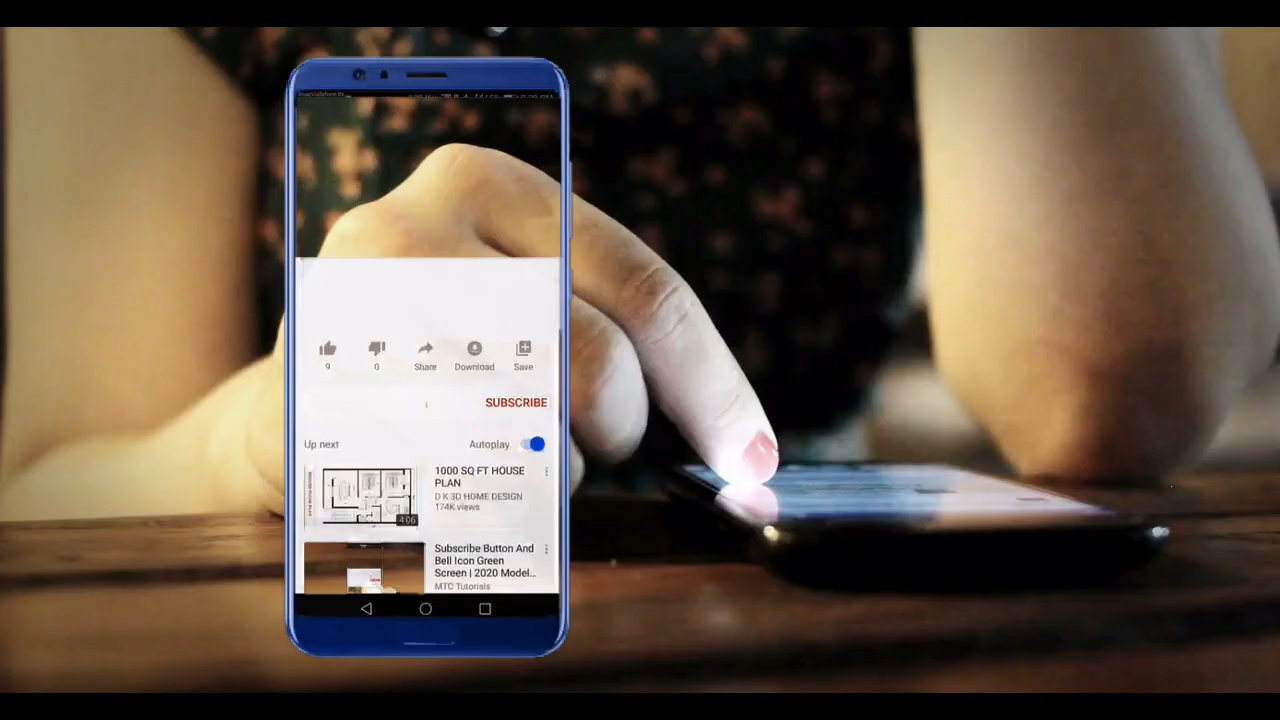 9
0
Share
Download
Save
SUBSCRIBE
Up next
Autoplay
1000 SQ FT HOUSE
PLAN
D K 3D HOME DESIGN
174K views
4:06
Subscribe Button And
Bell Icon Green
Screen | 2020 Model...
MTC Tutorials